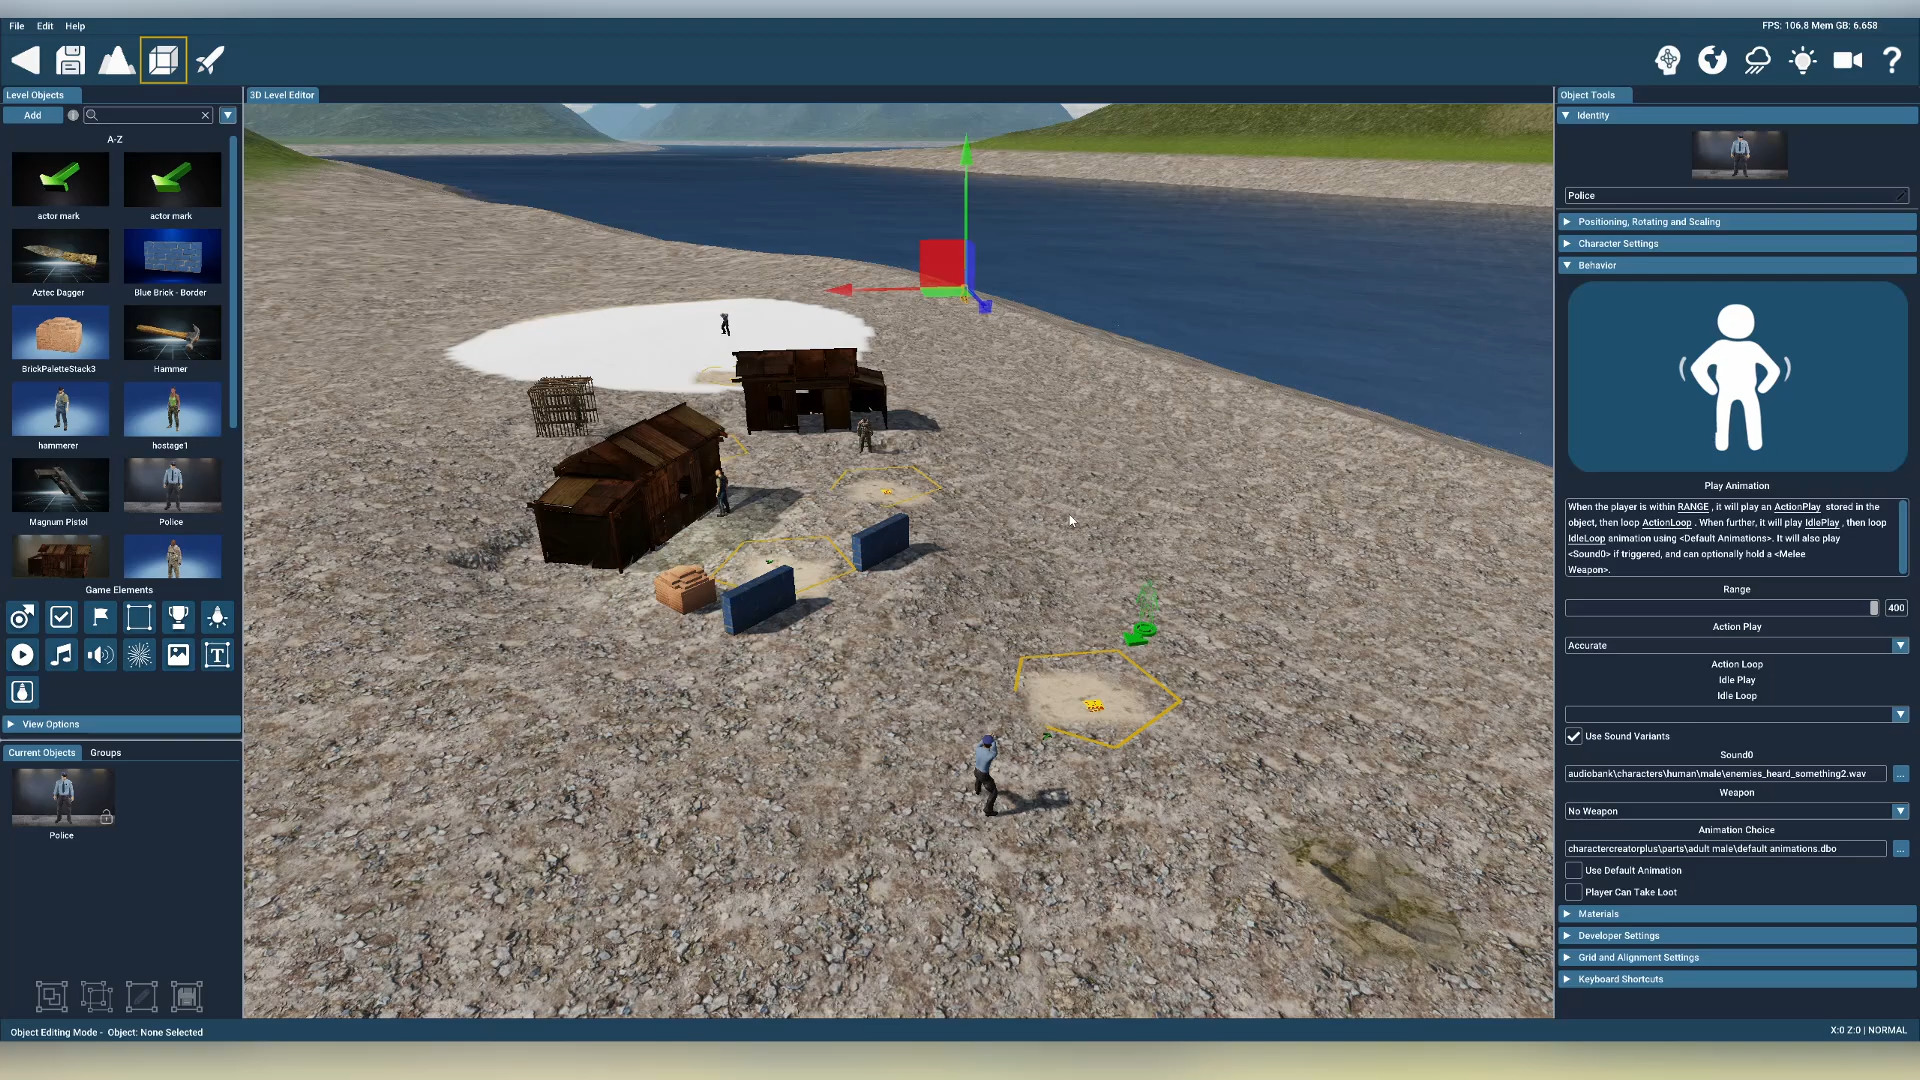 File Edit Help
FPS: 106.8 Mem GB: 6.658
Level Objects
3D Level Editor
Object Tools
Add
A-Z
actor mark
actor mark
Aztec Dagger
Blue Brick - Border
BrickPaletteStack3
Hammer
hammerer
hostage1
Magnum Pistol
Police
Game Elements
View Options
Current Objects
Groups
Police
Identity
Police
Positioning, Rotating and Scaling
Character Settings
Behavior
Play Animation
When the player is within RANGE , it will play an ActionPlay stored in the
object, then loop ActionLoop . When further, it will play IdlePlay , then loop
IdleLoop animation using <Default Animations>. It will also play
<Sound0> if triggered, and can optionally hold a <Melee
Weapon>.
Range
400
Action Play
Accurate
Action Loop
Idle Play
Idle Loop
Use Sound Variants
Sound0
audiobank\characters\human\male\enemies_heard_something2.wav
...
Weapon
No Weapon
Animation Choice
charactercreatorplus\parts\adult male\default animations.dbo
...
Use Default Animation
Player Can Take Loot
Materials
Developer Settings
Grid and Alignment Settings
Keyboard Shortcuts
Object Editing Mode - Object: None Selected
X:0 Z:0 | NORMAL